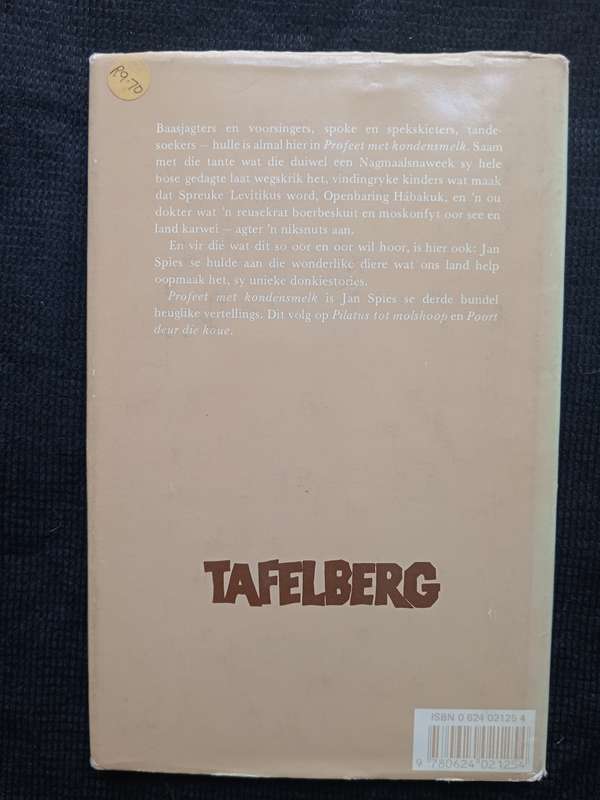 R9-70
Baasjagters en voorsingers, spoke en spekskieters, tande-
soekers – hulle is almal hier in Profeet met kondensmelk. Saam
met die tante wat die duiwel een Nagmaalsnaweek sy hele
bose gedagte laat wegskrik het, vindingryke kinders wat maak
dat Spreuke Levitikus word, Openbaring Hábakuk, en 'n ou
dokter wat 'n reusekrat boerbeskuit en moskonfyt oor see en
land karwei – agter 'n niksnuts aan.
En vir dié wat dit so oor en oor wil hoor, is hier ook: Jan
Spies se hulde aan die wonderlike diere wat ons land help
oopmaak het, sy unieke donkiestories.
Profeet met kondensmelk is Jan Spies se derde bundel
heuglike vertellings. Dit volg op Pilatus tot molshoop en Poort
deur die koue.
TAFELBERG
ISBN 0 624 02125 4
9 780624 021254